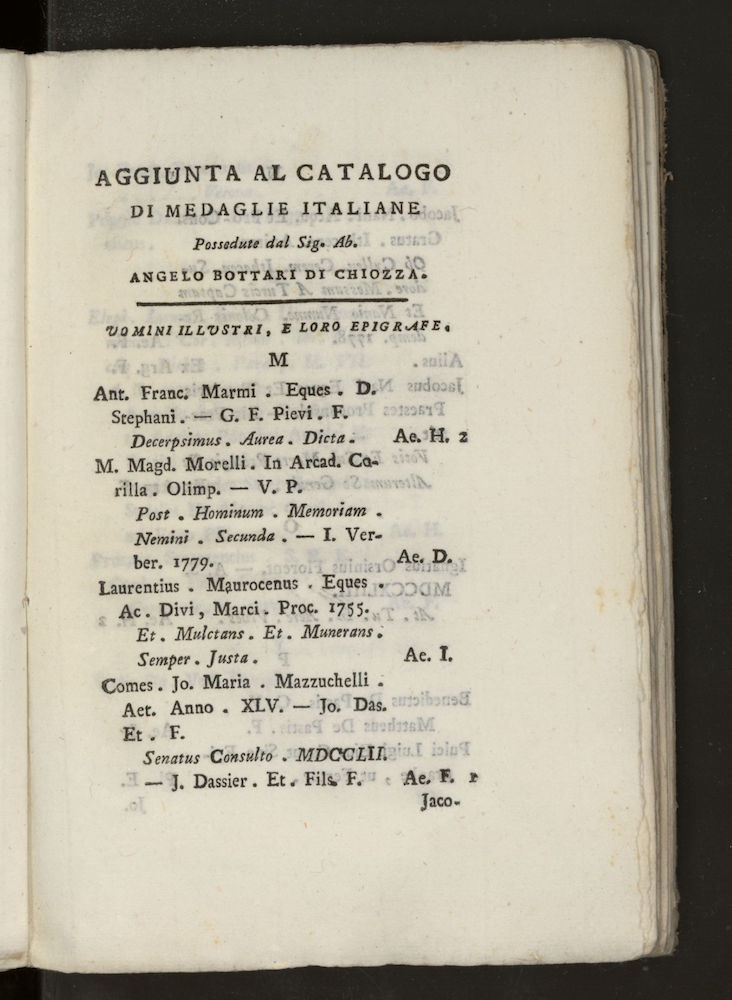 AGGIUNTA AL CATALOGO
DI MEDAGLIE ITALIANE
Possedute dal Sig. Ab.
ANGELO BOTTARI DI CHIOZZA.
UOMINI ILLVSTRI, E LORO EPIGRAFE.
M
Ant. Franc. Marmi . Eques . D.
Stephani . — G. F. Pievi . F.
Decerpsimus . Aurea . Dicta . Ae. H. 2
M. Magd. Morelli . In Arcad. Co-
rilla . Olimp. — V. P.
Post . Hominum . Memoriam .
Nemini . Secunda . — I. Ver-
ber. 1779. Ae. D.
Laurentius . Maurocenus . Eques .
Ac . Divi , Marci . Proc. 1755.
Et . Mulctans . Et . Munerans .
Semper . Justa . Ae. I.
Comes . Jo. Maria . Mazzuchelli .
Aet. Anno . XLV. — Jo. Das.
Et . F.
Senatus Consulto . MDCCLII.
— J. Dassier . Et . Fils. F. Ae. F. 1
Jaco-